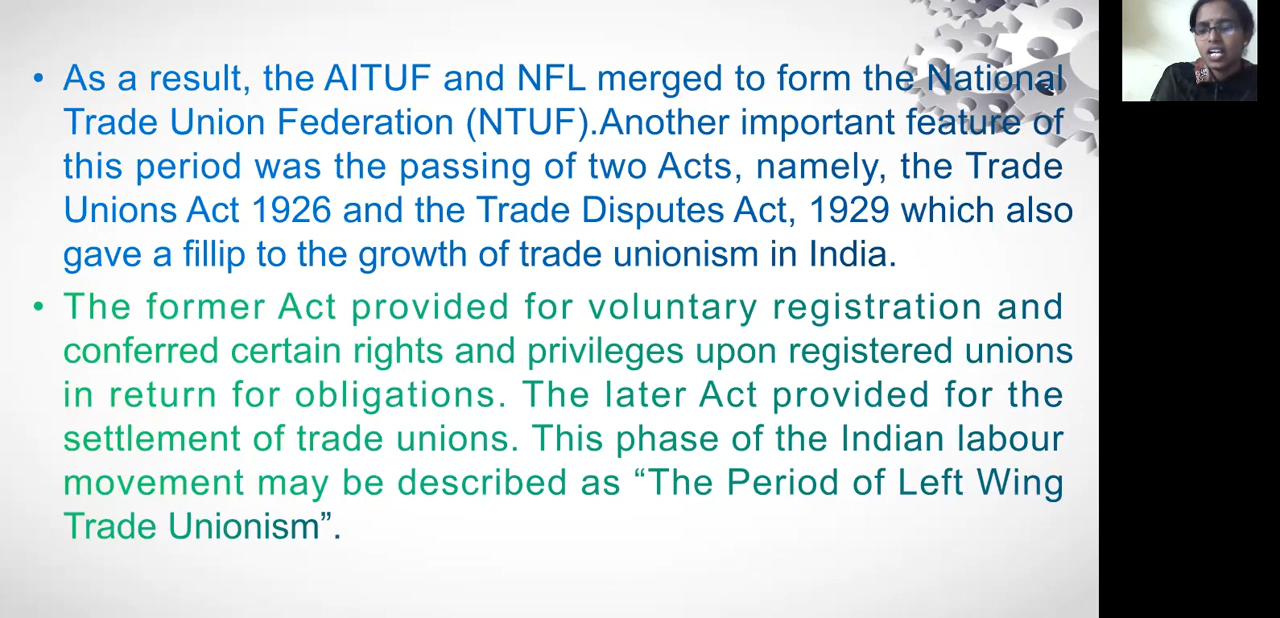 • As a result, the AITUF and NFL merged to form the National
Trade Union Federation (NTUF).Another important feature of
this period was the passing of two Acts, namely, the Trade
Unions Act 1926 and the Trade Disputes Act, 1929 which also
gave a fillip to the growth of trade unionism in India.
• The former Act provided for voluntary registration and
conferred certain rights and privileges upon registered unions
in return for obligations. The later Act provided for the
settlement of trade unions. This phase of the Indian labour
movement may be described as “The Period of Left Wing
Trade Unionism”.